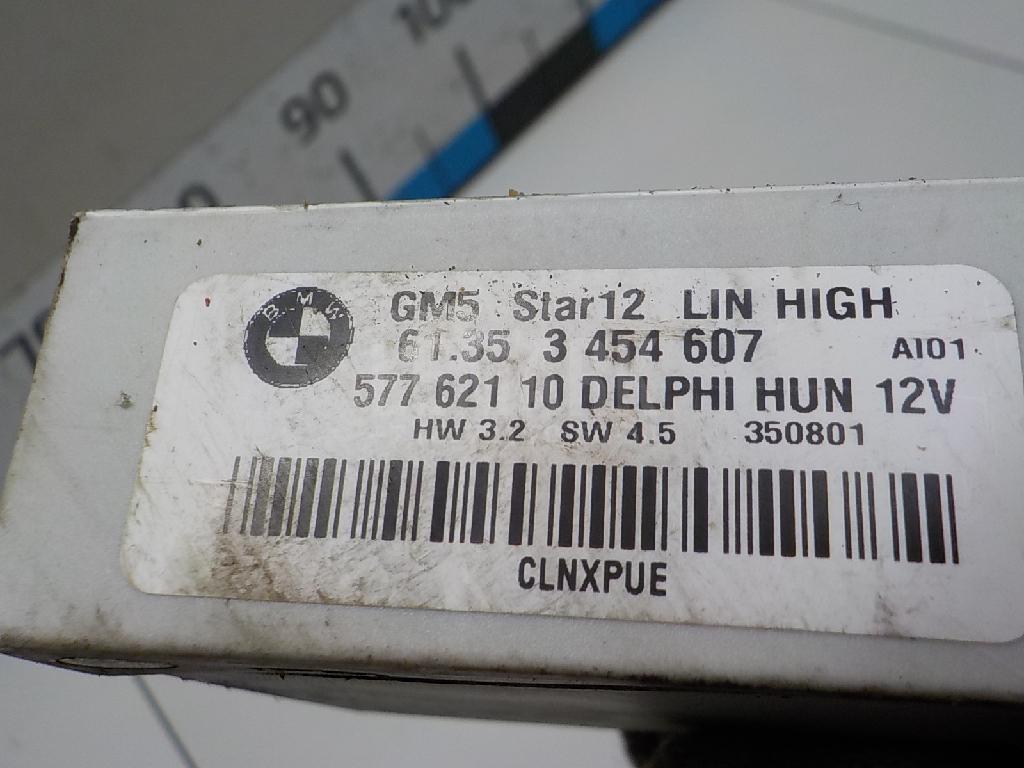 100
90
BMW
GM5 Star12 LIN HIGH
61.35 3 454 607 AI01
577 621 10 DELPHI HUN 12V
HW 3.2 SW 4.5 350801
CLNXPUE